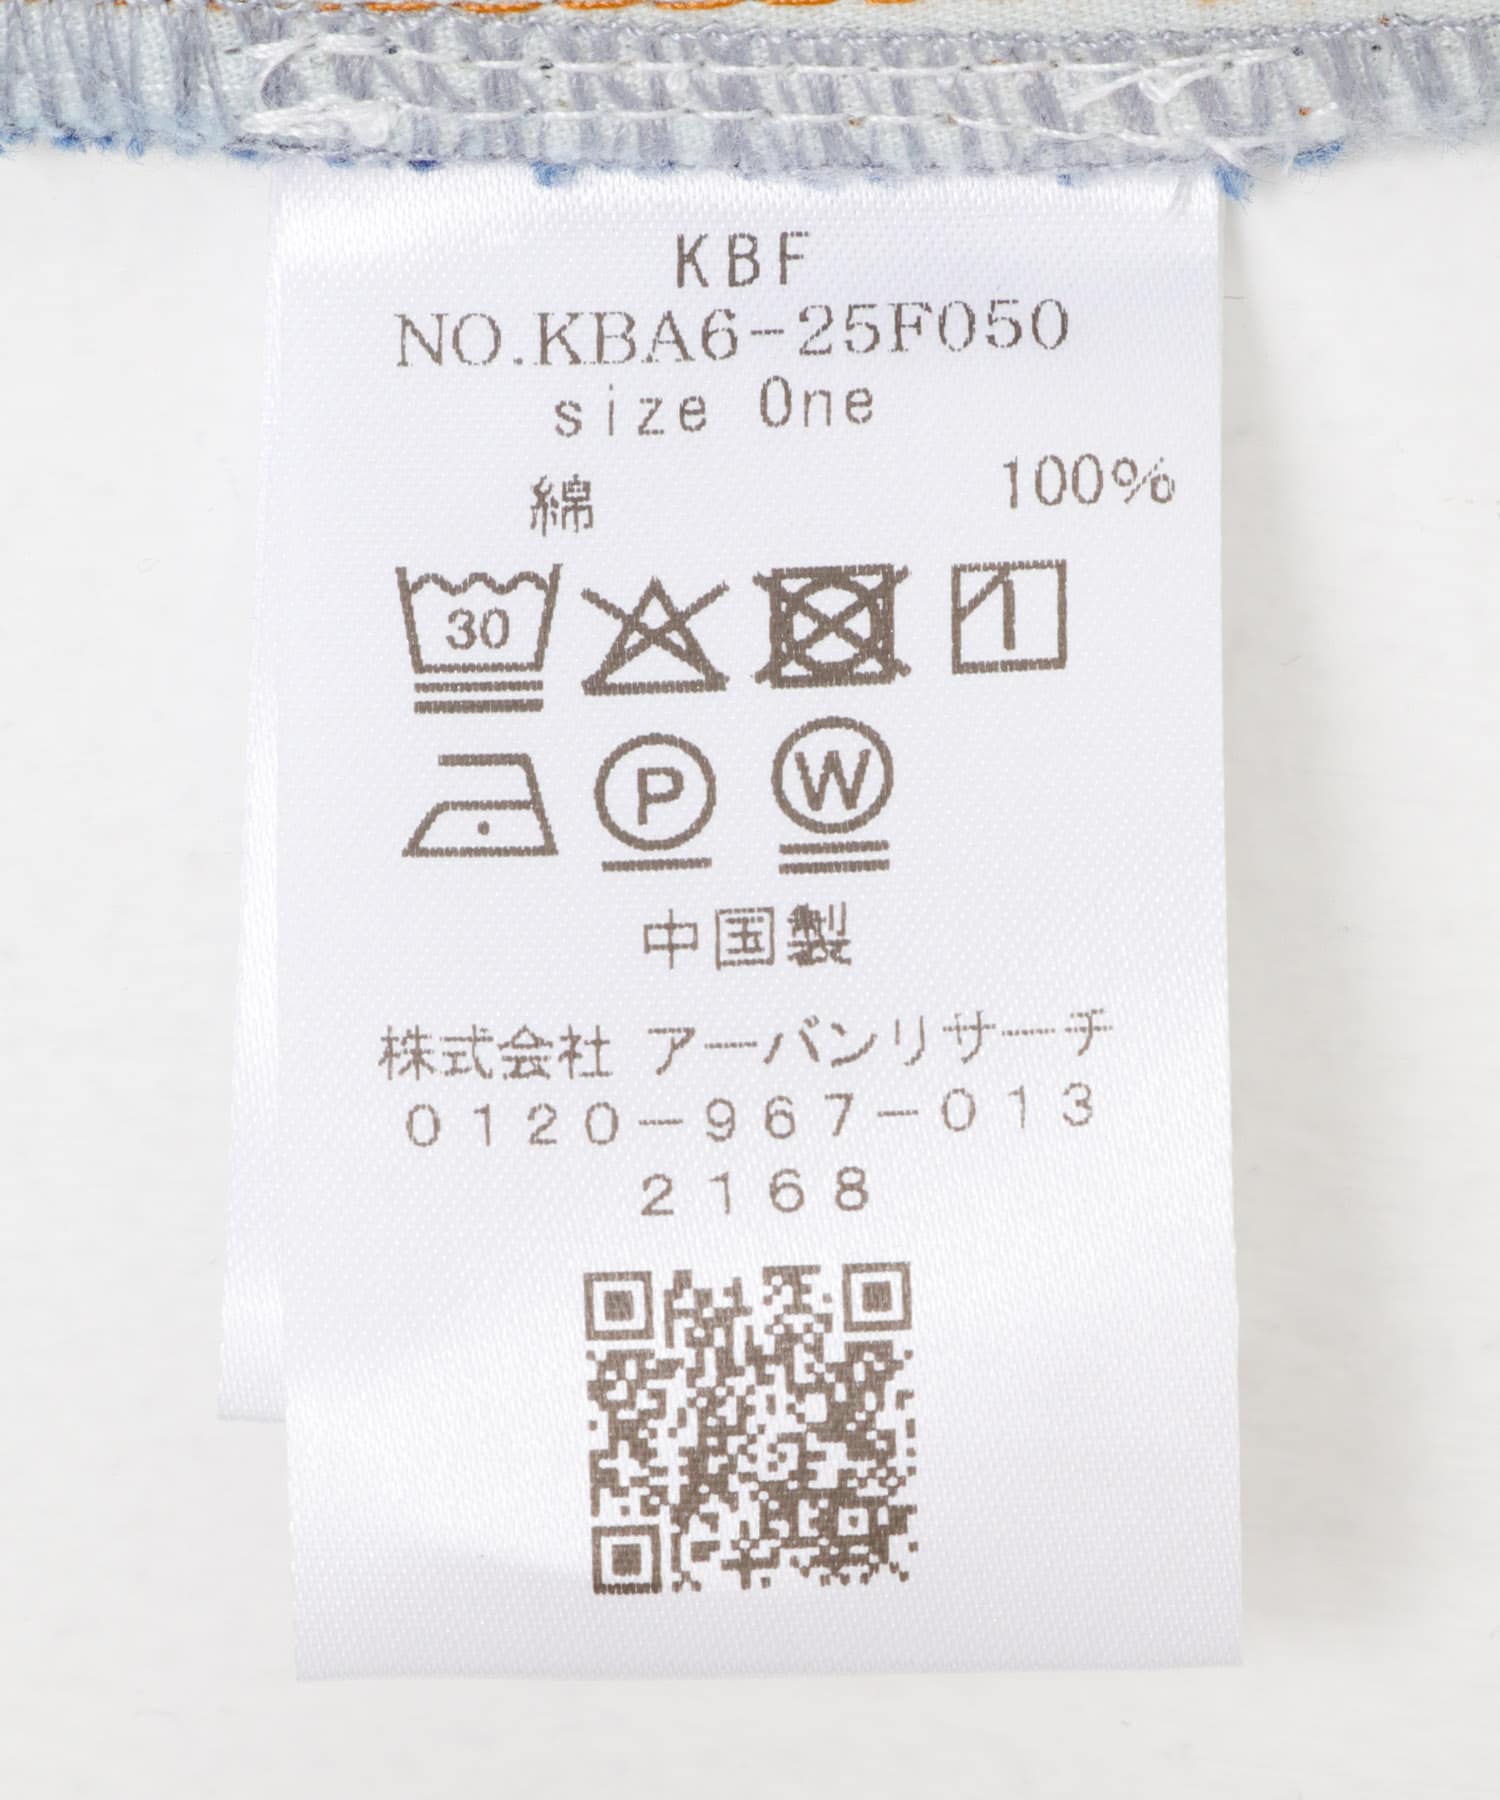 KBF
NO.KBA6-25F050
size One
綿 100%
30
P W
中国製
株式会社 アーバンリサーチ
0120-967-013
2168